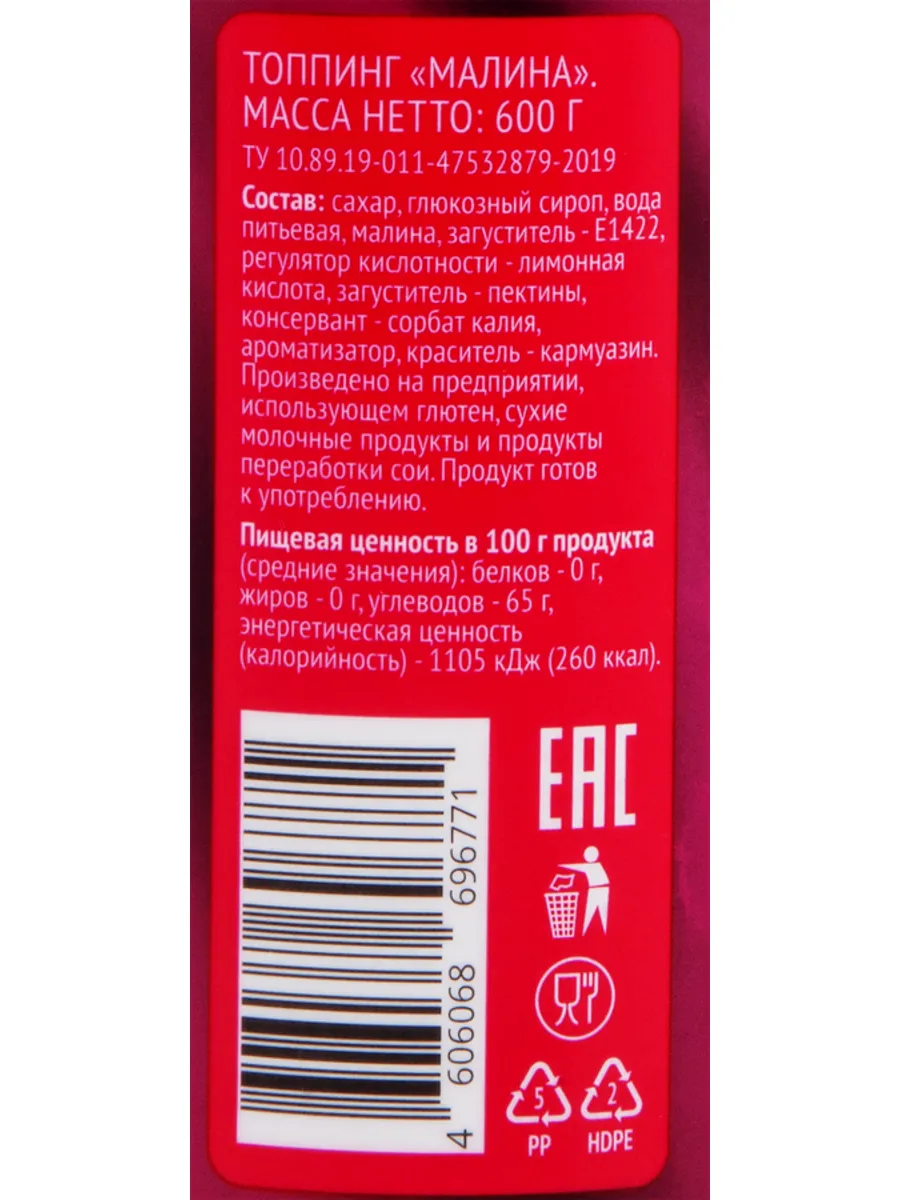 ТОППИНГ «МАЛИНА».
МАССА НЕТТО: 600 Г
ТУ 10.89.19-011-47532879-2019
Состав: сахар, глюкозный сироп, вода
питьевая, малина, загуститель - Е1422,
регулятор кислотности - лимонная
кислота, загуститель - пектины,
консервант - сорбат калия,
ароматизатор, краситель - кармуазин.
Произведено на предприятии,
использующем глютен, сухие
молочные продукты и продукты
переработки сои. Продукт готов
к употреблению.
Пищевая ценность в 100 г продукта
(средние значения): белков - 0 г,
жиров - 0 г, углеводов - 65 г,
энергетическая ценность
(калорийность) - 1105 кДж (260 ккал).
4 606068 696771
ЕАС
5
PP
2
HDPE